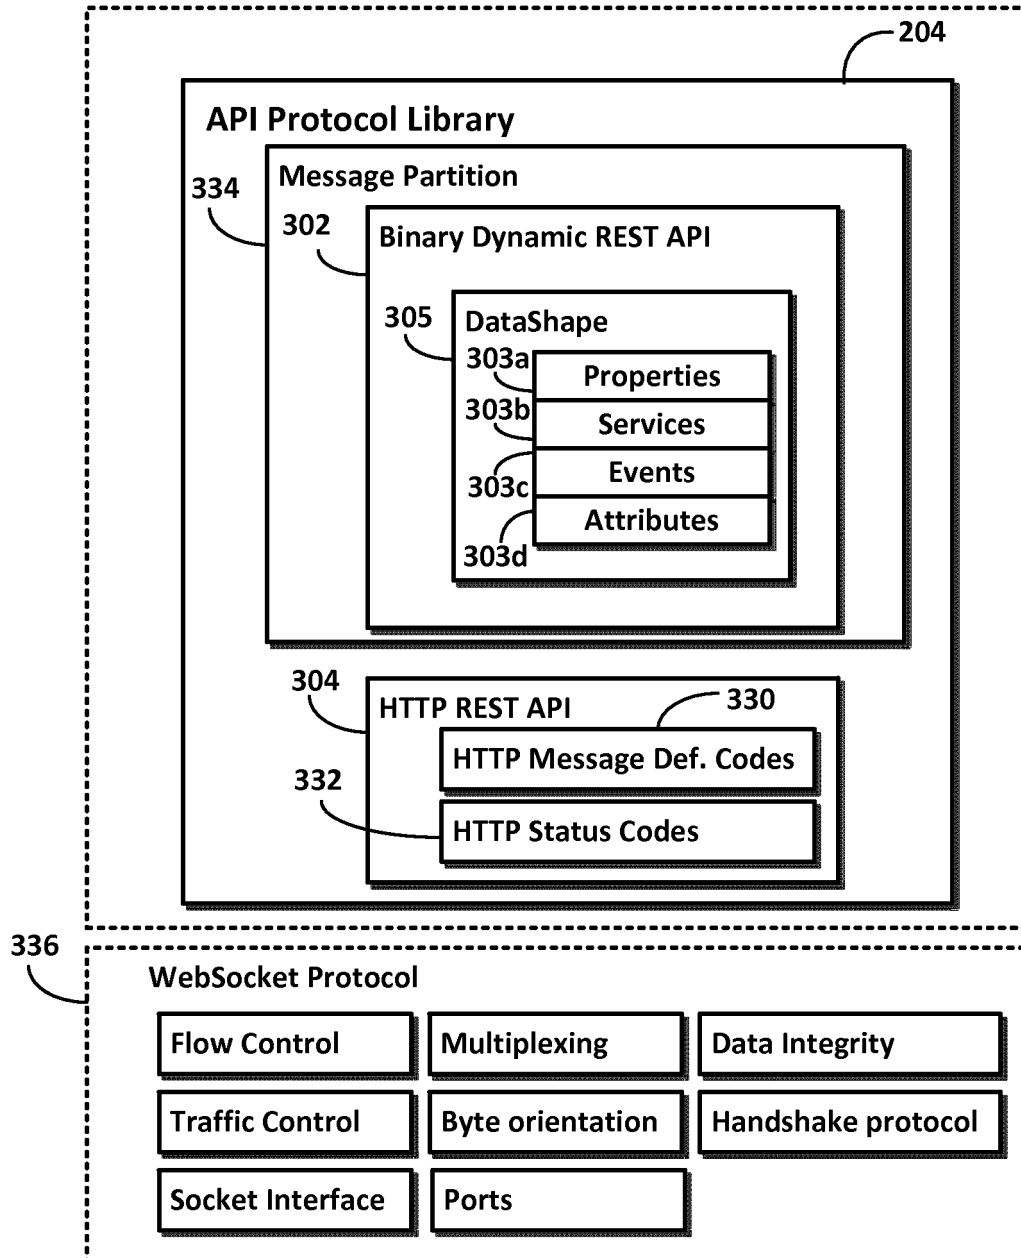 204
API Protocol Library
Message Partition
334
302
Binary Dynamic REST API
305
DataShape
303a
Properties
303b
Services
Events
303c
Attributes
303d
304
HTTP REST API
330
HTTP Message Def. Codes
332
HTTP Status Codes
336
WebSocket Protocol
Flow Control
Multiplexing
Data Integrity
Traffic Control
Byte orientation
Handshake protocol
Socket Interface
Ports